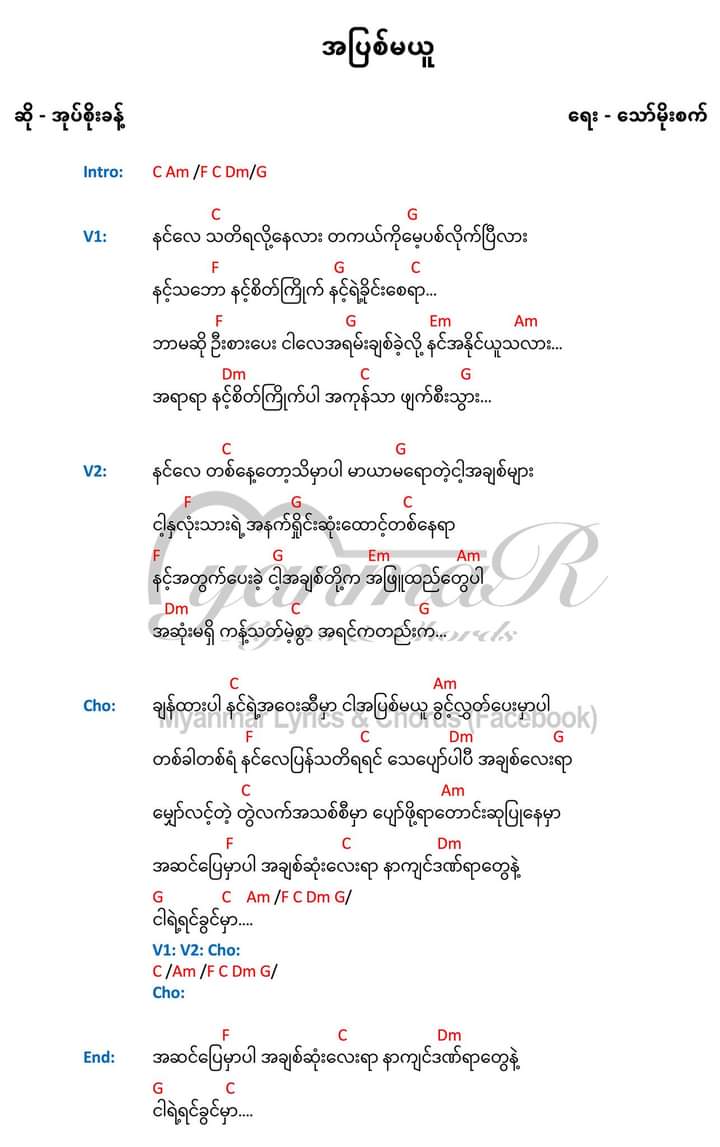 အပြစ်မယူ
ဆို - အုပ်စိုးခန့် ရေး - သော်မိုးစက်
Intro: C Am /F C Dm/G
C G
V1: နင်လေ သတိရလို့နေလား တကယ်ကိုမေ့ပစ်လိုက်ပြီလား
F G C
နင့်သဘော နင့်စိတ်ကြိုက် နင့်ရဲ့ခိုင်းစေရာ...
F G Em Am
ဘာမဆို ဦးစားပေး ငါလေအရမ်းချစ်ခဲ့လို့ နင်အနိုင်ယူသလား...
Dm C G
အရာရာ နင့်စိတ်ကြိုက်ပါ အကုန်သာ ဖျက်စီးသွား...
C G
V2: နင်လေ တစ်နေ့တော့သိမှာပါ မာယာမရောတဲ့ငါ့အချစ်များ
F G C
ငါ့နှလုံးသားရဲ့ အနက်ရှိုင်းဆုံးထောင့်တစ်နေရာ
F G Em Am
နင့်အတွက်ပေးခဲ့ ငါ့အချစ်တို့က အဖြူထည်တွေပါ
Dm C G
အဆုံးမရှိ ကန့်သတ်မဲ့စွာ အရင်ကတည်းက...
C Am
Cho: ချန်ထားပါ နင်ရဲ့အဝေးဆီမှာ ငါအပြစ်မယူ ခွင့်လွှတ်ပေးမှာပါ
F C Dm G
တစ်ခါတစ်ရံ နင်လေပြန်သတိရရင် သေပျော်ပါပီ အချစ်လေးရာ
C Am
မျှော်လင့်တဲ့ တွဲလက်အသစ်စီမှာ ပျော်ဖို့ရာတောင်းဆုပြုနေမှာ
F C Dm
အဆင်ပြေမှာပါ အချစ်ဆုံးလေးရာ နာကျင်ဒဏ်ရာတွေနဲ့
G C Am /F C Dm G/
ငါရဲ့ရင်ခွင်မှာ....
V1: V2: Cho:
C /Am /F C Dm G/
Cho:
F C Dm
End: အဆင်ပြေမှာပါ အချစ်ဆုံးလေးရာ နာကျင်ဒဏ်ရာတွေနဲ့
G C
ငါရဲ့ရင်ခွင်မှာ....
Myanmar Lyrics & Chords (Facebook)